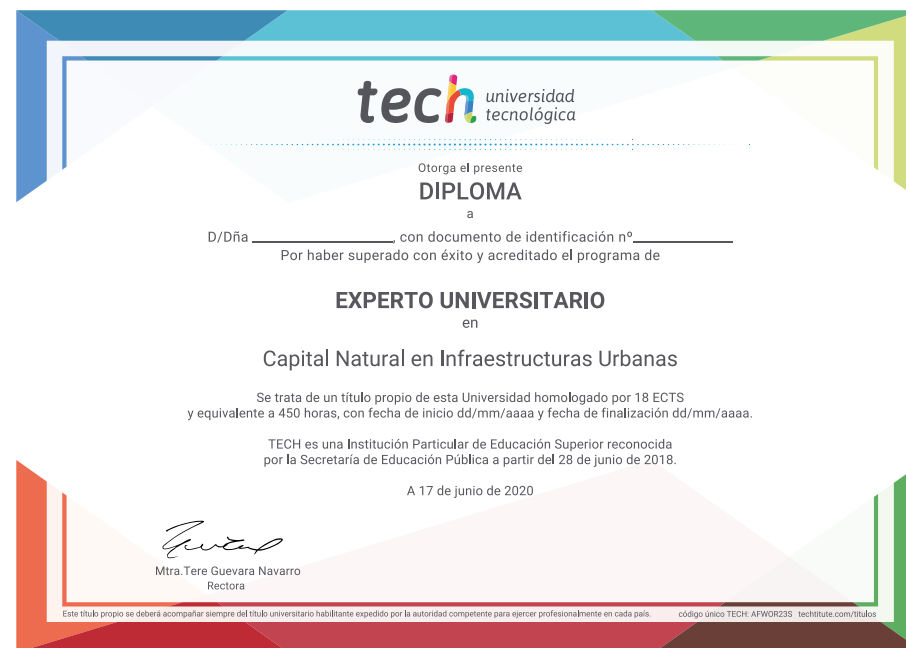 tech universidad
tecnológica
Otorga el presente
DIPLOMA
a
D/Dña ____________________, con documento de identificación nº______________
Por haber superado con éxito y acreditado el programa de
EXPERTO UNIVERSITARIO
en
Capital Natural en Infraestructuras Urbanas
Se trata de un título propio de esta Universidad homologado por 18 ECTS
y equivalente a 450 horas, con fecha de inicio dd/mm/aaaa y fecha de finalización dd/mm/aaaa.
TECH es una Institución Particular de Educación Superior reconocida
por la Secretaría de Educación Pública a partir del 28 de junio de 2018.
A 17 de junio de 2020
Mtra.Tere Guevara Navarro
Rectora
Este título propio se deberá acompañar siempre del título universitario habilitante expedido por la autoridad competente para ejercer profesionalmente en cada país. código único TECH: AFWOR23S techtitute.com/titulos